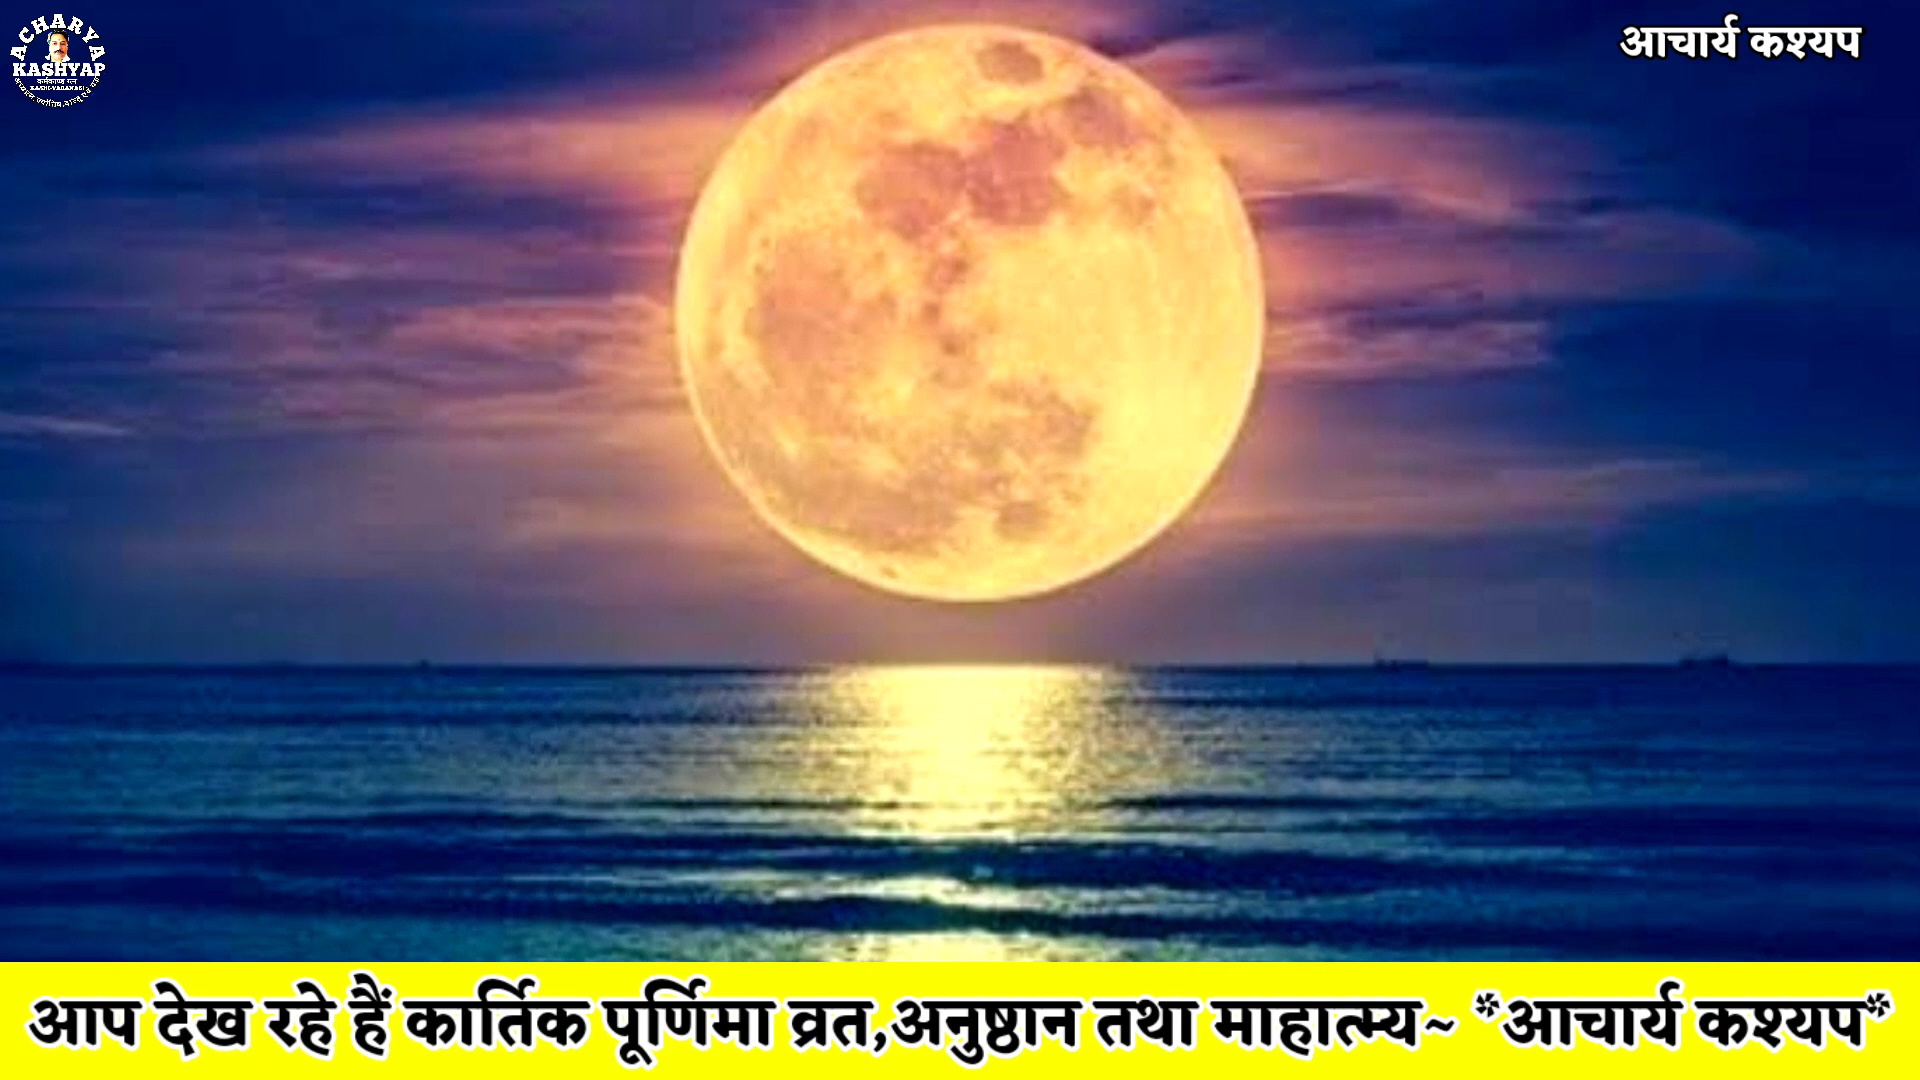 ACHARYA
KASHYAP
आचार्य कश्यप
आप देख रहे हैं कार्तिक पूर्णिमा व्रत,अनुष्ठान तथा माहात्म्य~ *आचार्य कश्यप*